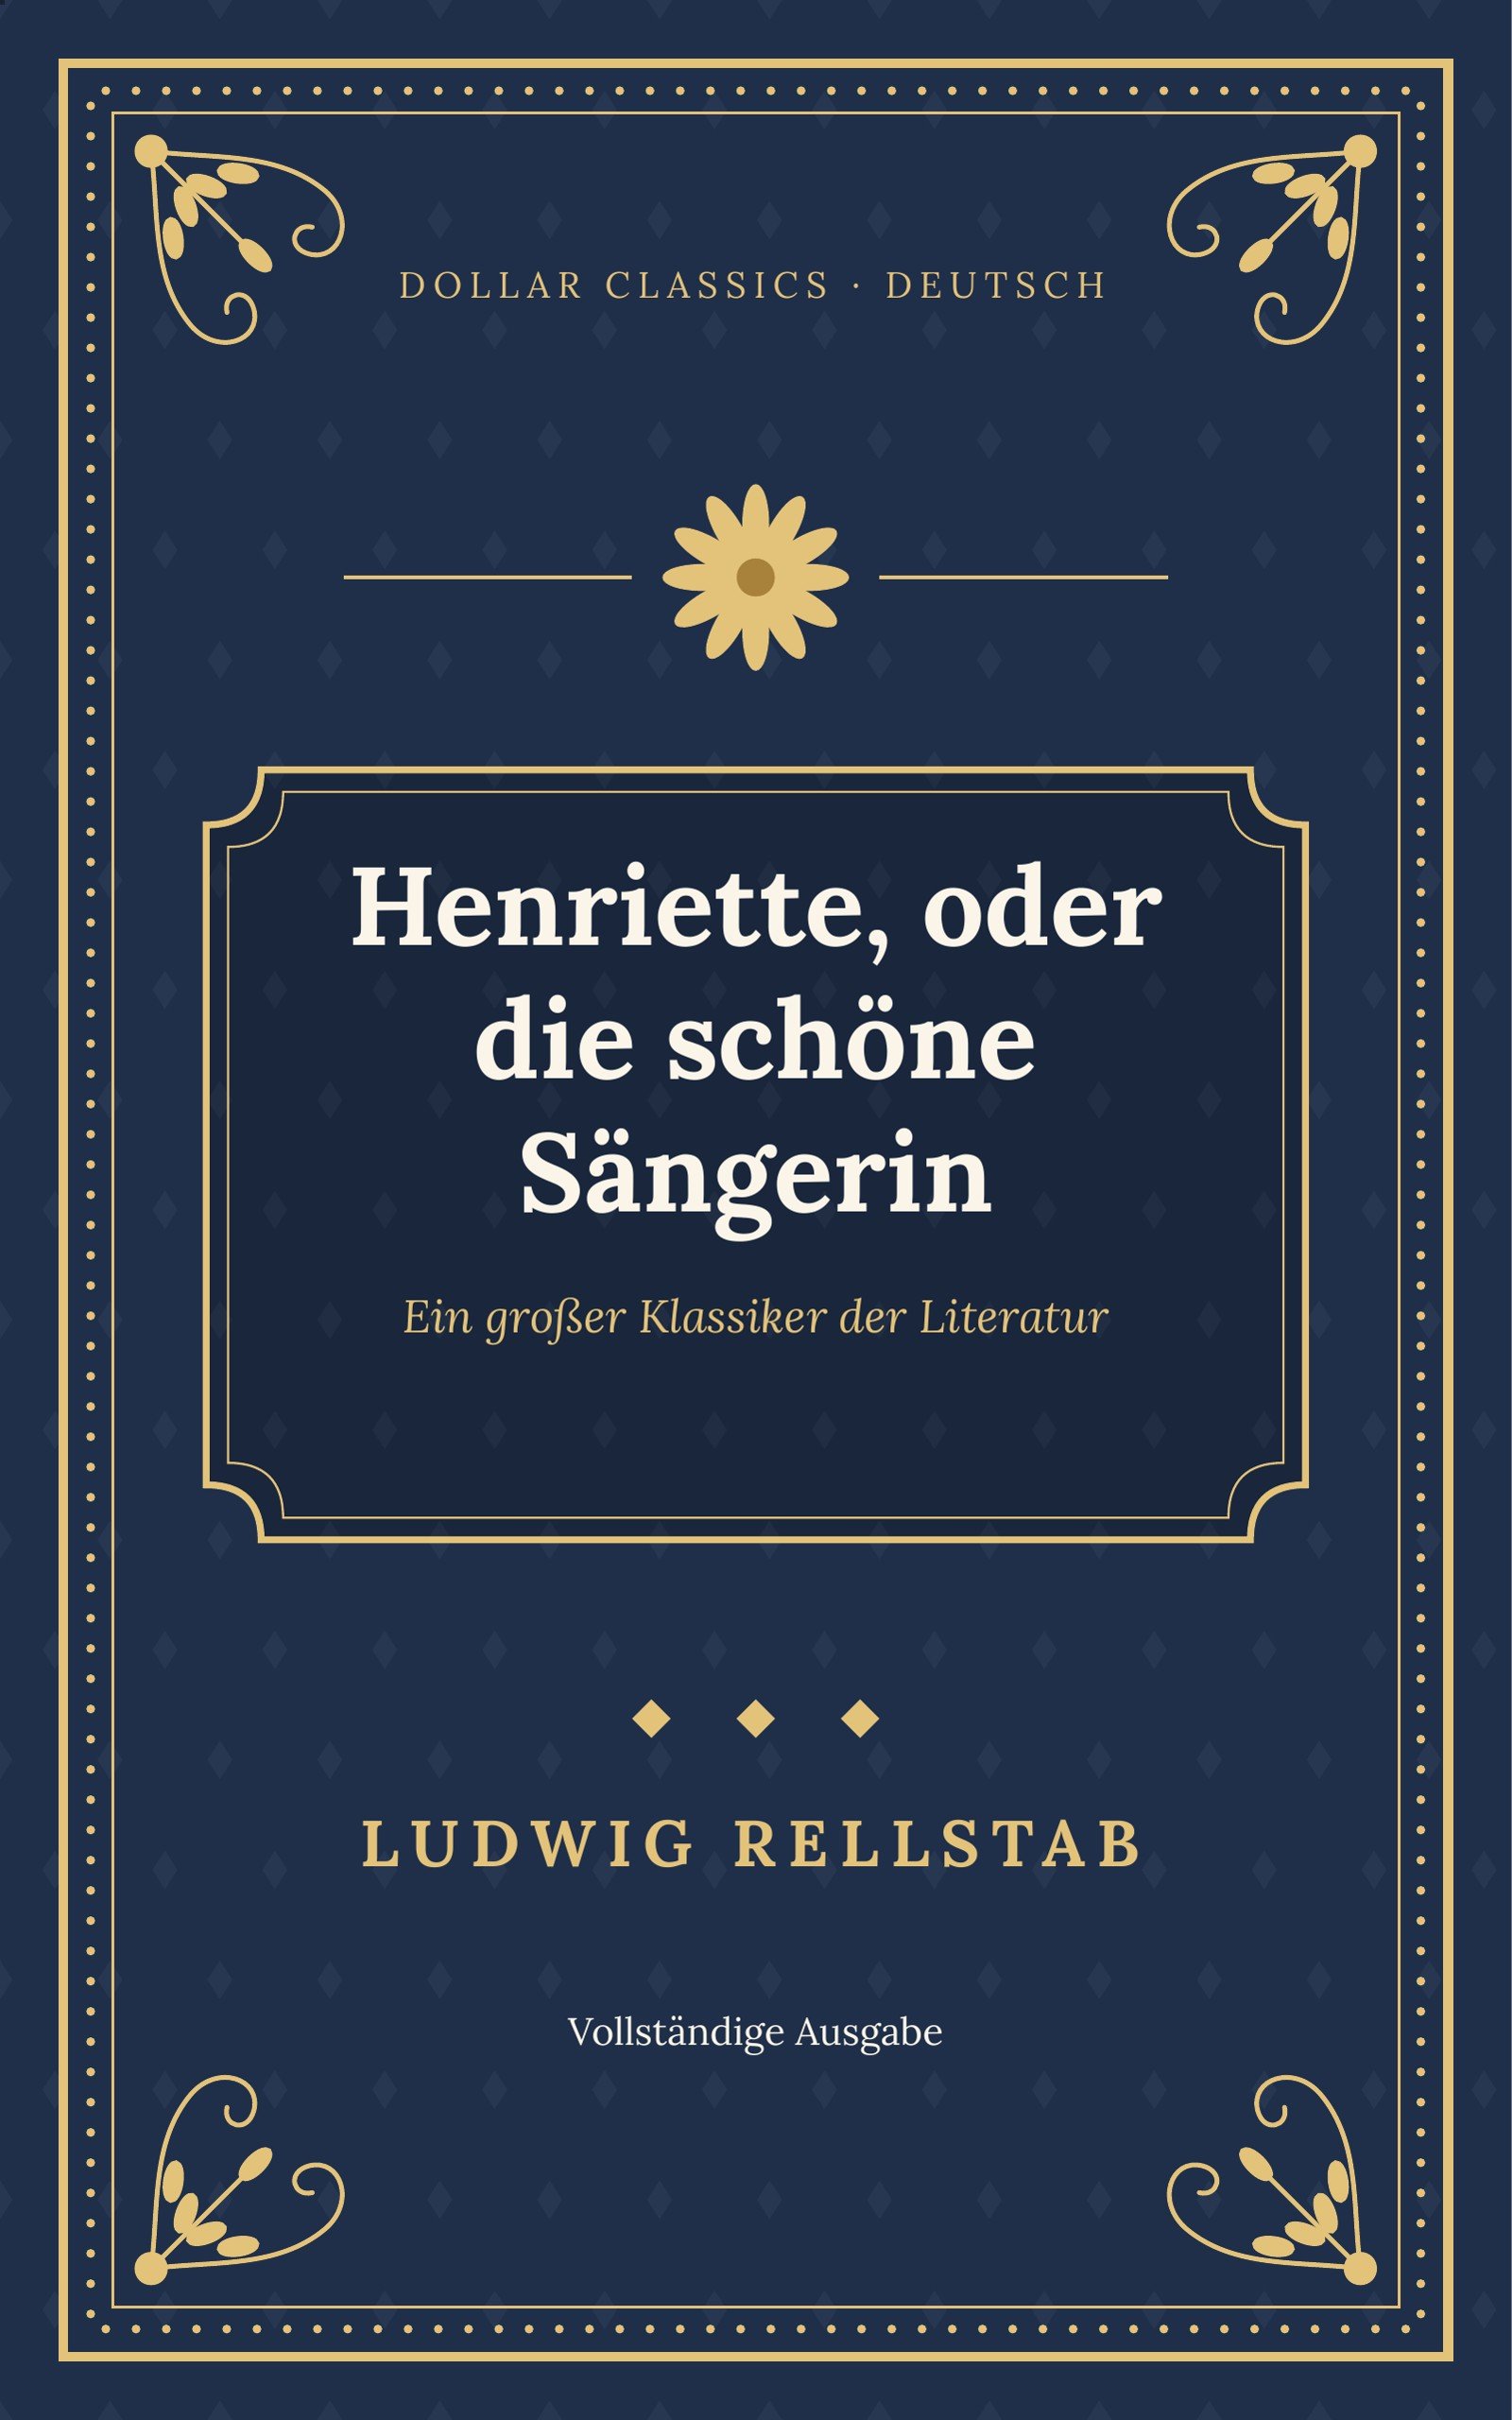 DOLLAR CLASSICS · DEUTSCH
Henriette, oder
die schöne
Sängerin
Ein großer Klassiker der Literatur
LUDWIG RELLSTAB
Vollständige Ausgabe